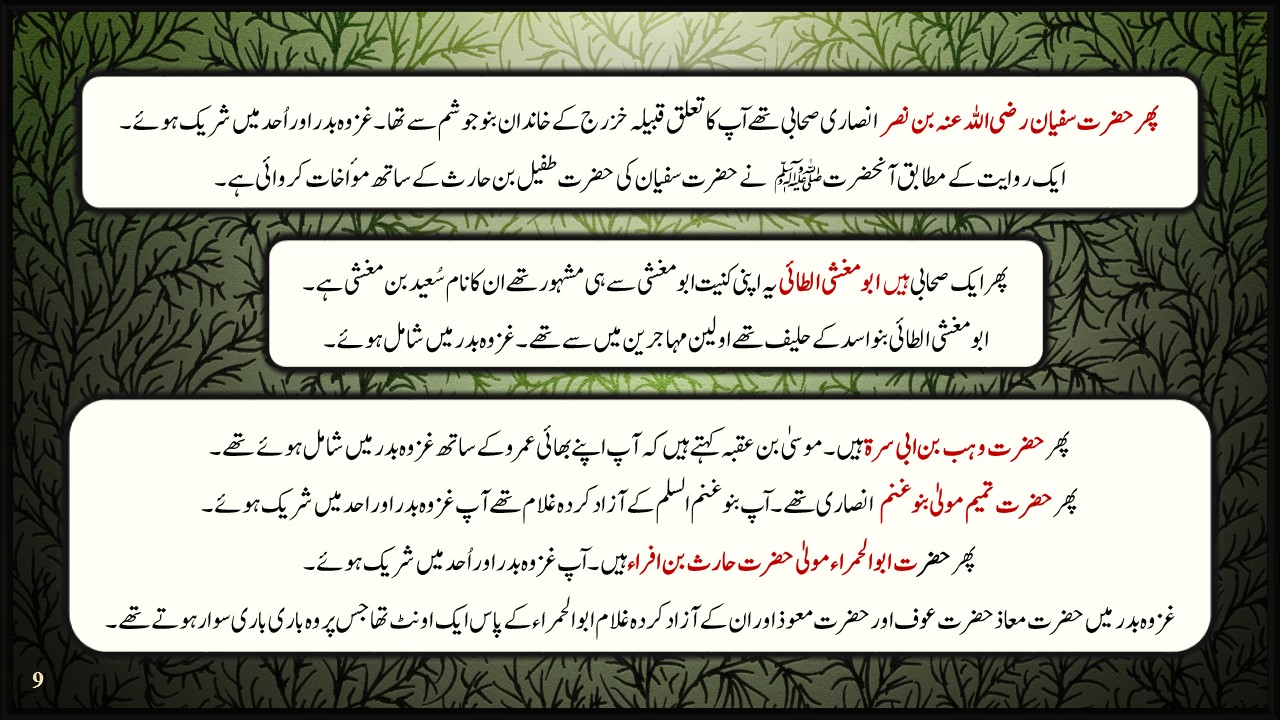 پھر حضرت سفیان رضی اللہ عنہ بن نصر انصاری صحابی تھے آپ کا تعلق قبیلہ خزرج کے خاندان بنو جوشم سے تھا۔ غزوہ بدر اور اُحد میں شریک ہوئے۔
ایک روایت کے مطابق آنحضرت ﷺ نے حضرت سفیان کی حضرت طفیل بن حارث کے ساتھ مؤاخات کروائی ہے۔
پھر ایک صحابی ہیں ابو مغشی الطائی یہ اپنی کنیت ابو مغشی سے ہی مشہور تھے ان کا نام سُعید بن مغشی ہے۔
ابو مغشی الطائی بنو اسد کے حلیف تھے اولین مہاجرین میں سے تھے۔ غزوہ بدر میں شامل ہوئے۔
پھر حضرت وہب بن ابی سرۃ ہیں۔ موسیٰ بن عقبہ کہتے ہیں کہ آپ اپنے بھائی عمرو کے ساتھ غزوہ بدر میں شامل ہوئے تھے۔
پھر حضرت تمیم مولیٰ بنو غنم انصاری تھے۔ آپ بنو غنم السلم کے آزاد کردہ غلام تھے آپ غزوہ بدر اور احد میں شریک ہوئے۔
پھر حضرت ابوالحمراء مولیٰ حضرت حارث بن افراء ہیں۔ آپ غزوہ بدر اور اُحد میں شریک ہوئے۔
غزوہ بدر میں حضرت معاذ حضرت عوف اور حضرت معوذ اور ان کے آزاد کردہ غلام ابوالحمراء کے پاس ایک اونٹ تھا جس پر وہ باری باری سوار ہوتے تھے۔
9